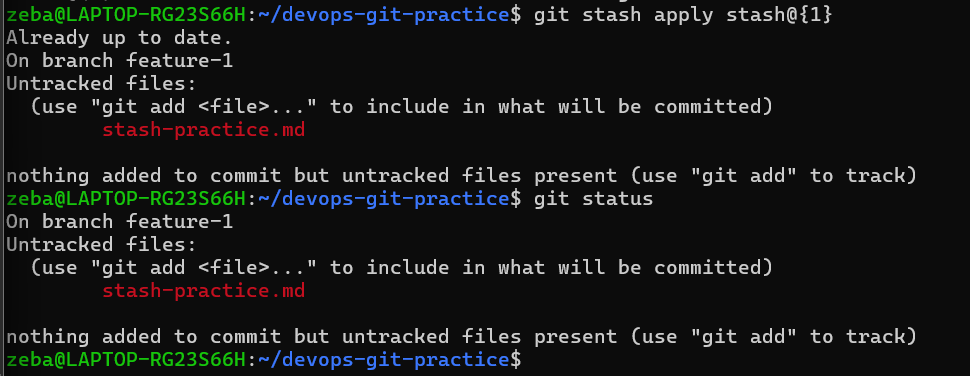 zeba@LAPTOP-RG23S66H:~/devops-git-practice$ git stash apply stash@{1}
Already up to date.
On branch feature-1
Untracked files:
  (use "git add <file>..." to include in what will be committed)
        stash-practice.md

nothing added to commit but untracked files present (use "git add" to track)
zeba@LAPTOP-RG23S66H:~/devops-git-practice$ git status
On branch feature-1
Untracked files:
  (use "git add <file>..." to include in what will be committed)
        stash-practice.md

nothing added to commit but untracked files present (use "git add" to track)
zeba@LAPTOP-RG23S66H:~/devops-git-practice$